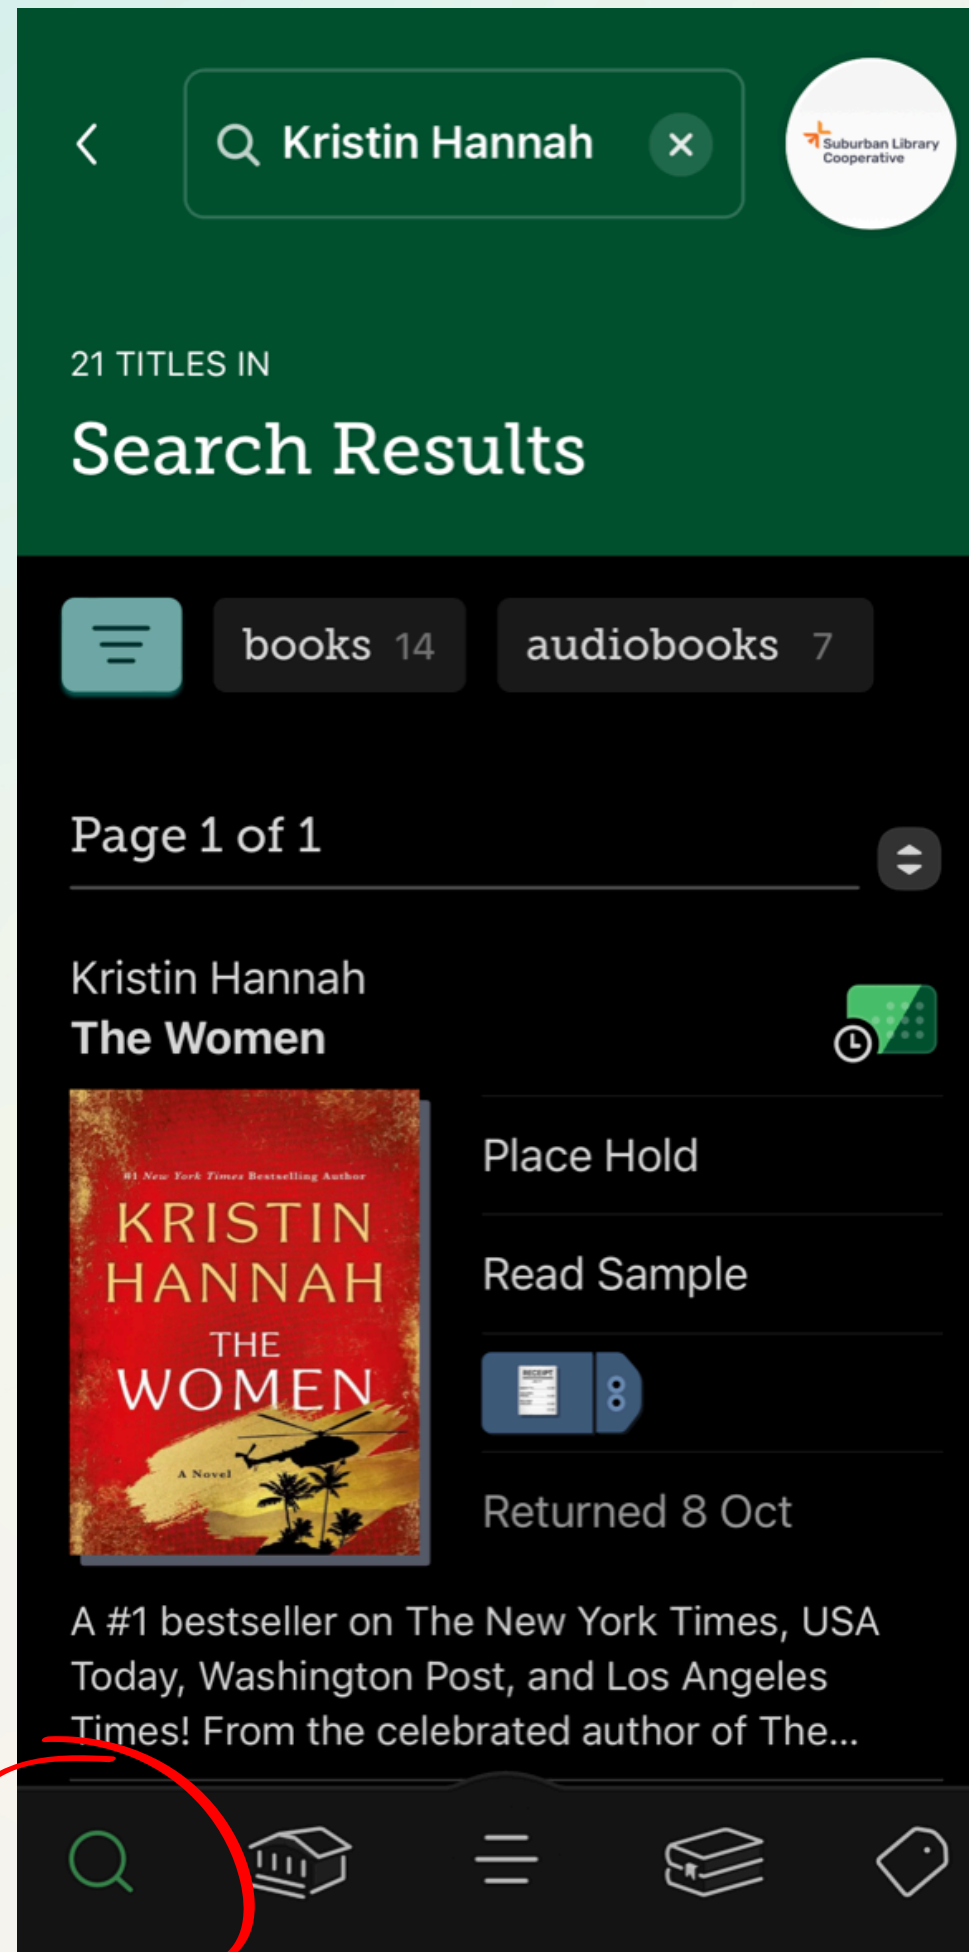 Kristin Hannah
Suburban Library
Cooperative
21 TITLES IN
Search Results
books 14
audiobooks 7
Page 1 of 1
Kristin Hannah
The Women
#1 New York Times Bestselling Author
KRISTIN
HANNAH
THE
WOMEN
A Novel
Place Hold
Read Sample
RECEIPT
Returned 8 Oct
A #1 bestseller on The New York Times, USA
Today, Washington Post, and Los Angeles
Times! From the celebrated author of The...